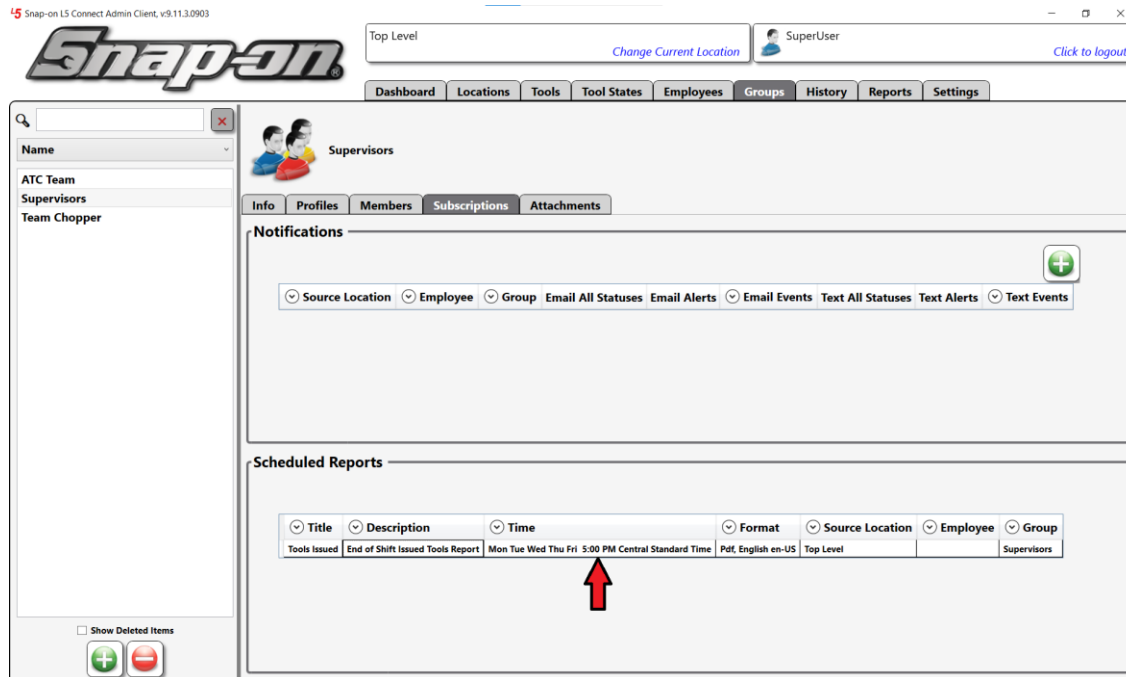 L5 Snap-on L5 Connect Admin Client, v:9.11.3.0903
Snap-on
Top Level
Change Current Location
SuperUser
Click to logout
Dashboard Locations Tools Tool States Employees Groups History Reports Settings
Name
ATC Team
Supervisors
Team Chopper
Show Deleted Items
Supervisors
Info Profiles Members Subscriptions Attachments
Notifications
Source Location Employee Group Email All Statuses Email Alerts Email Events Text All Statuses Text Alerts Text Events
Scheduled Reports
Title Description Time Format Source Location Employee Group
Tools Issued End of Shift Issued Tools Report Mon Tue Wed Thu Fri 5:00 PM Central Standard Time Pdf, English en-US Top Level Supervisors